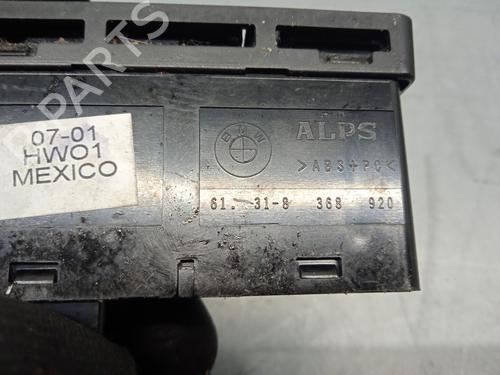 07-01
HW01
MEXICO
BMW
ALPS
>ABS+PC<
61.31-8 368 920
B PARTS